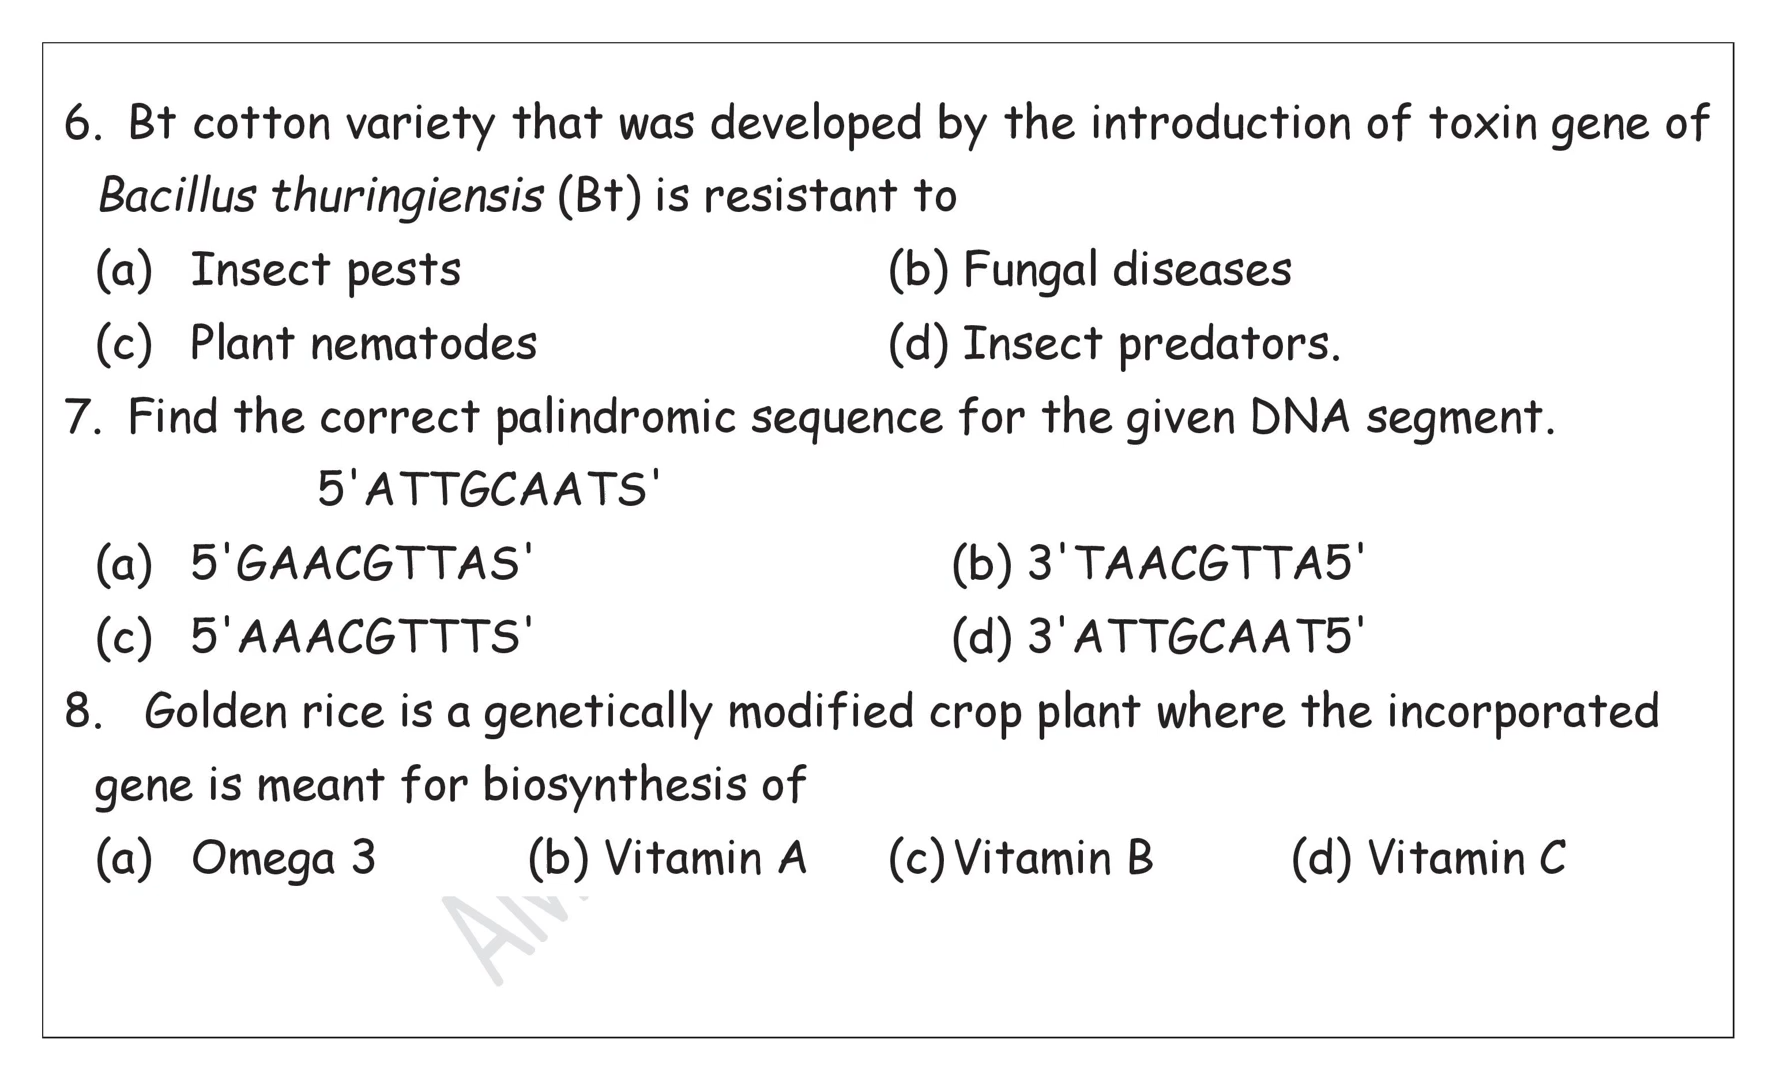 6. Bt cotton variety that was developed by the introduction of toxin gene of
Bacillus thuringiensis (Bt) is resistant to
(a) Insect pests (b) Fungal diseases
(c) Plant nematodes (d) Insect predators.
7. Find the correct palindromic sequence for the given DNA segment.
5'ATTGCAATS'
(a) 5'GAACGTTAS' (b) 3'TAACGTTA5'
(c) 5'AAACGTTTS' (d) 3'ATTGCAAT5'
8. Golden rice is a genetically modified crop plant where the incorporated
gene is meant for biosynthesis of
(a) Omega 3 (b) Vitamin A (c) Vitamin B (d) Vitamin C